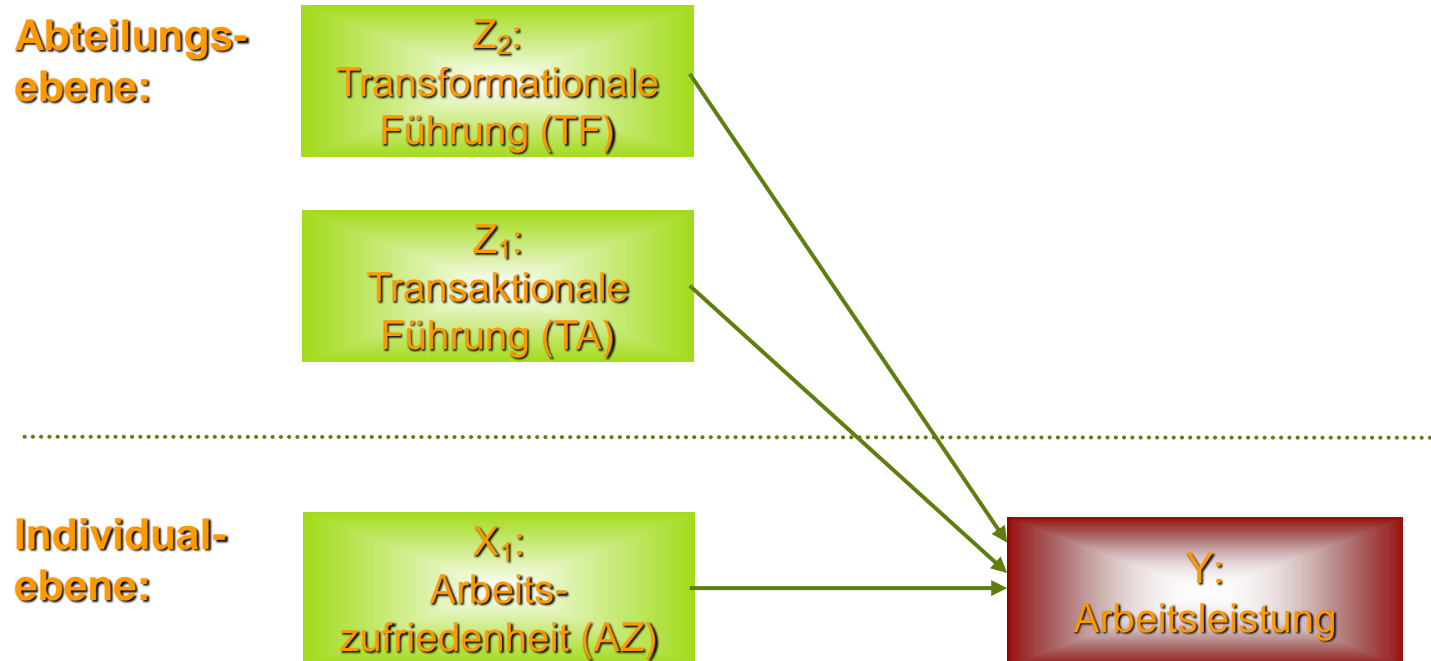 Abteilungs-
ebene:
Z₂:
Transformationale
Führung (TF)
Z₁:
Transaktionale
Führung (TA)
Individual-
ebene:
X₁:
Arbeits-
zufriedenheit (AZ)
Y:
Arbeitsleistung